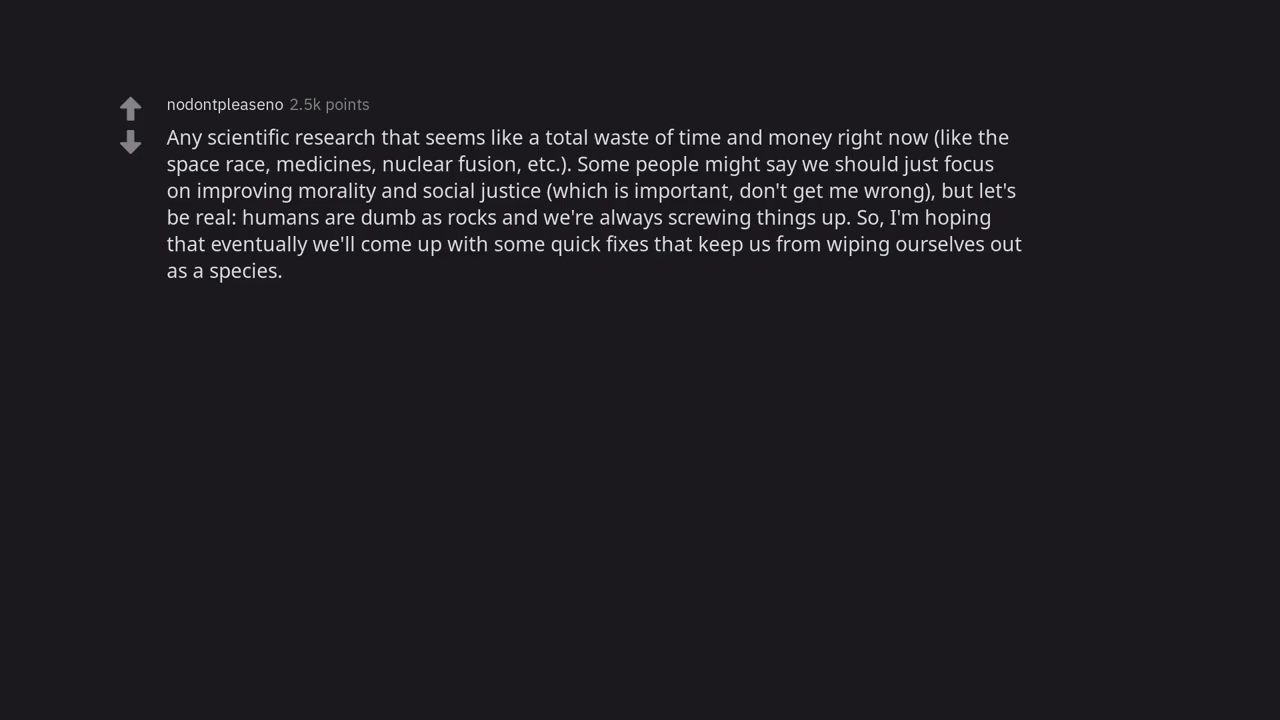 nodontpleaseno 2.5k points
Any scientific research that seems like a total waste of time and money right now (like the
space race, medicines, nuclear fusion, etc.). Some people might say we should just focus
on improving morality and social justice (which is important, don't get me wrong), but let's
be real: humans are dumb as rocks and we're always screwing things up. So, I'm hoping
that eventually we'll come up with some quick fixes that keep us from wiping ourselves out
as a species.